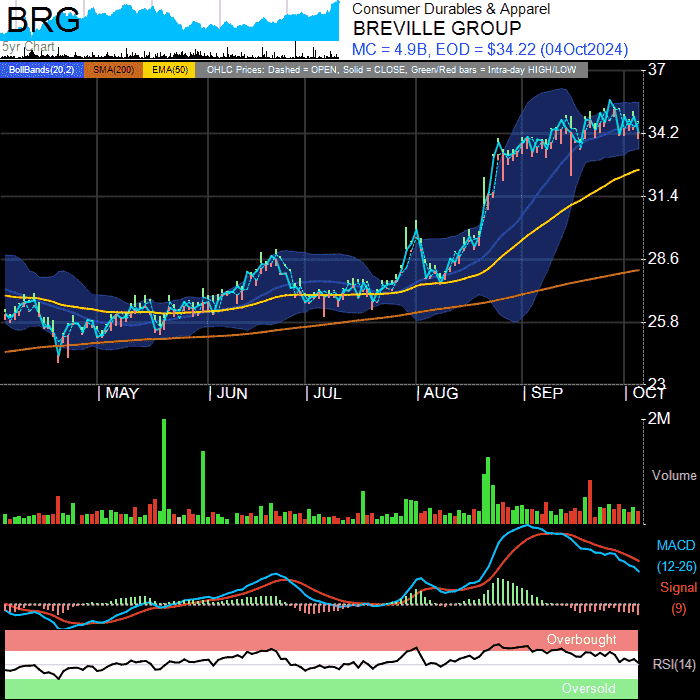 BRG
5yr Chart
Consumer Durables & Apparel
BREVILLE GROUP
MC = 4.9B, EOD = $34.22 (04Oct2024)
BollBands(20,2) SMA(200) EMA(50) OHLC Prices: Dashed = OPEN, Solid = CLOSE, Green/Red bars = Intra-day HIGH/LOW
37
34.2
31.4
28.6
25.8
23
MAY JUN JUL AUG SEP OCT
2M
Volume
MACD
(12-26)
Signal
(9)
Overbought
RSI(14)
Oversold